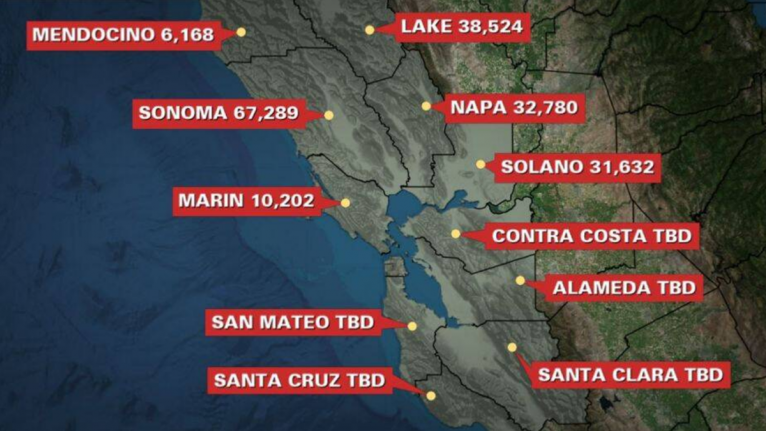 MENDOCINO 6,168
LAKE 38,524
SONOMA 67,289
NAPA 32,780
SOLANO 31,632
MARIN 10,202
CONTRA COSTA TBD
ALAMEDA TBD
SAN MATEO TBD
SANTA CLARA TBD
SANTA CRUZ TBD